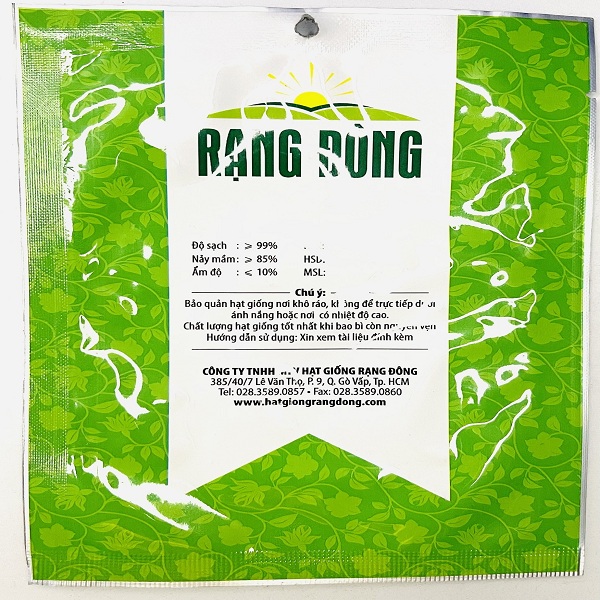 RẠNG ĐÔNG
Độ sạch : ⩾ 99%
Nảy mầm : ⩾ 85% HSD:
Ẩm độ : ⩽ 10% MSL:
Chú ý:
Bảo quản hạt giống nơi khô ráo, không để trực tiếp dưới
ánh nắng hoặc nơi có nhiệt độ cao.
Chất lượng hạt giống tốt nhất khi bao bì còn nguyên vẹn
Hướng dẫn sử dụng: Xin xem tài liệu đính kèm
CÔNG TY TNHH HẠT GIỐNG RẠNG ĐÔNG
385/40/7 Lê Văn Thọ, P. 9, Q. Gò Vấp, Tp. HCM
Tel: 028.3589.0857 • Fax: 028.3589.0860
www.hatgiongrangdong.com